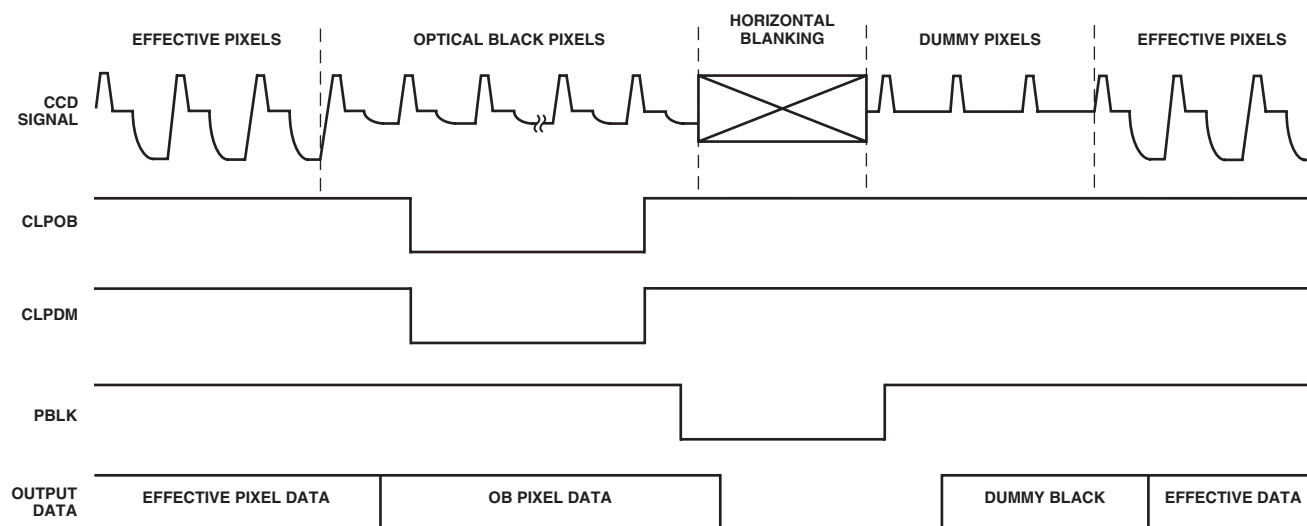 EFFECTIVE PIXELS
OPTICAL BLACK PIXELS
HORIZONTAL
BLANKING
DUMMY PIXELS
EFFECTIVE PIXELS
CCD
SIGNAL
CLPOB
CLPDM
PBLK
OUTPUT
DATA
EFFECTIVE PIXEL DATA
OB PIXEL DATA
DUMMY BLACK
EFFECTIVE DATA